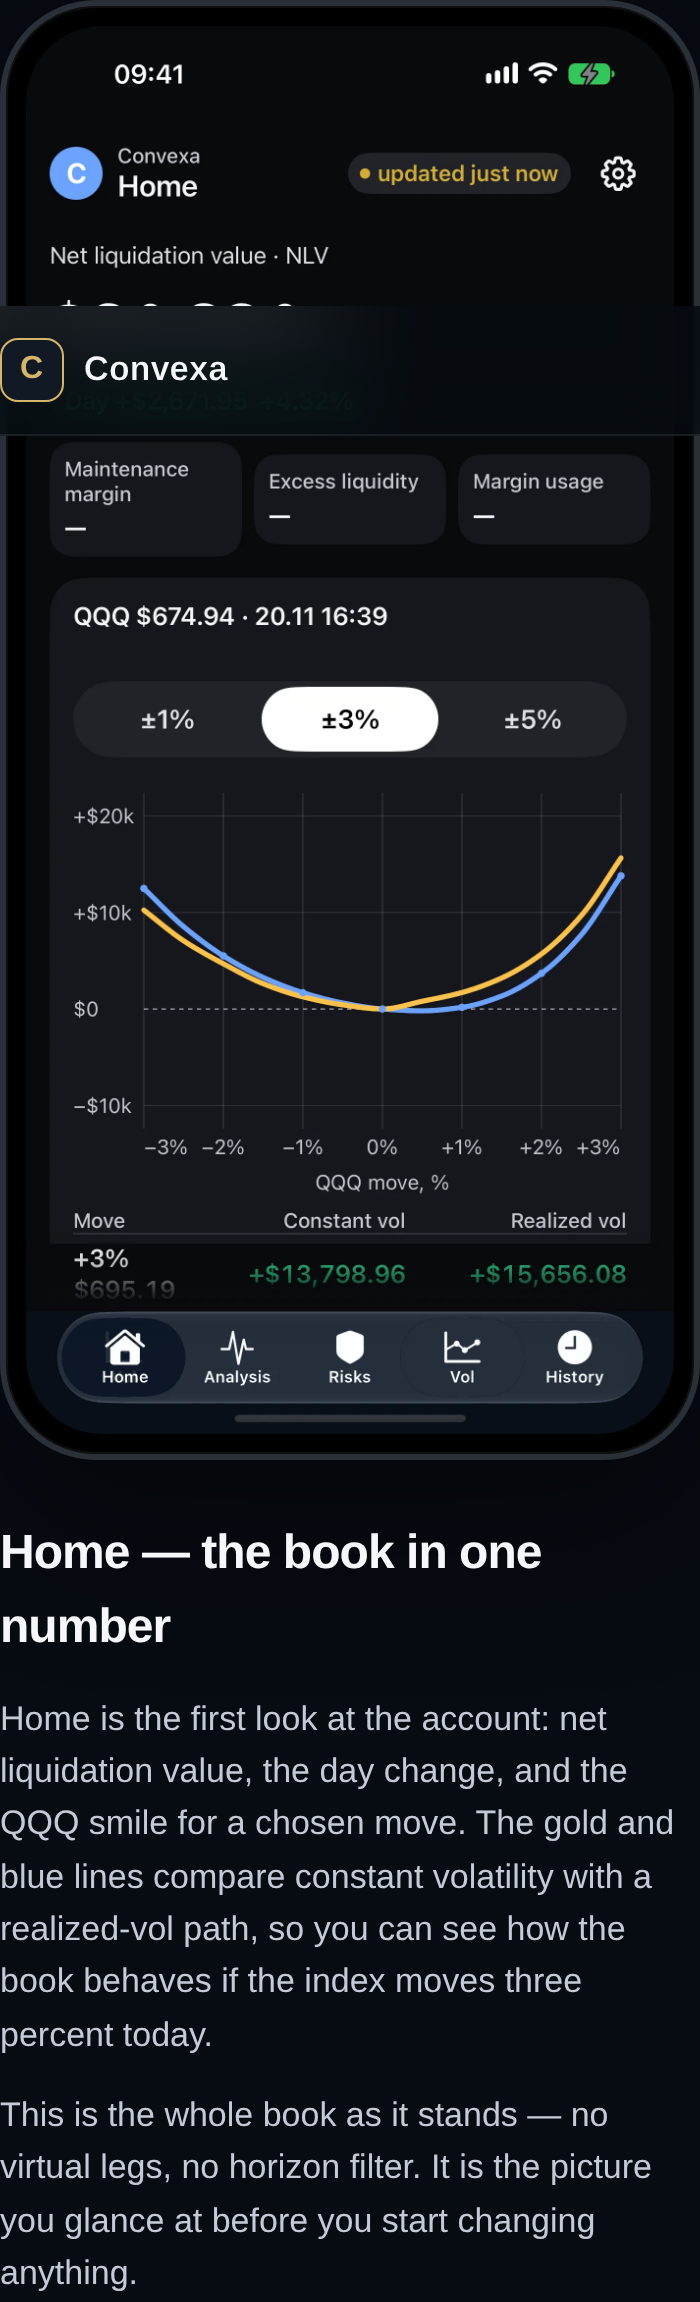 09:41
C
Convexa
Home
updated just now
Net liquidation value · NLV
C Convexa
Day +$2,671.95 +4.32%
Maintenance margin
—
Excess liquidity
—
Margin usage
—
QQQ $674.94 · 20.11 16:39
±1% ±3% ±5%
+$20k
+$10k
$0
−$10k
−3% −2% −1% 0% +1% +2% +3%
QQQ move, %
Move Constant vol Realized vol
+3% +$13,798.96 +$15,656.08
$695.19
Home Analysis Risks Vol History
Home — the book in one
number
Home is the first look at the account: net
liquidation value, the day change, and the
QQQ smile for a chosen move. The gold and
blue lines compare constant volatility with a
realized-vol path, so you can see how the
book behaves if the index moves three
percent today.
This is the whole book as it stands — no
virtual legs, no horizon filter. It is the picture
you glance at before you start changing
anything.